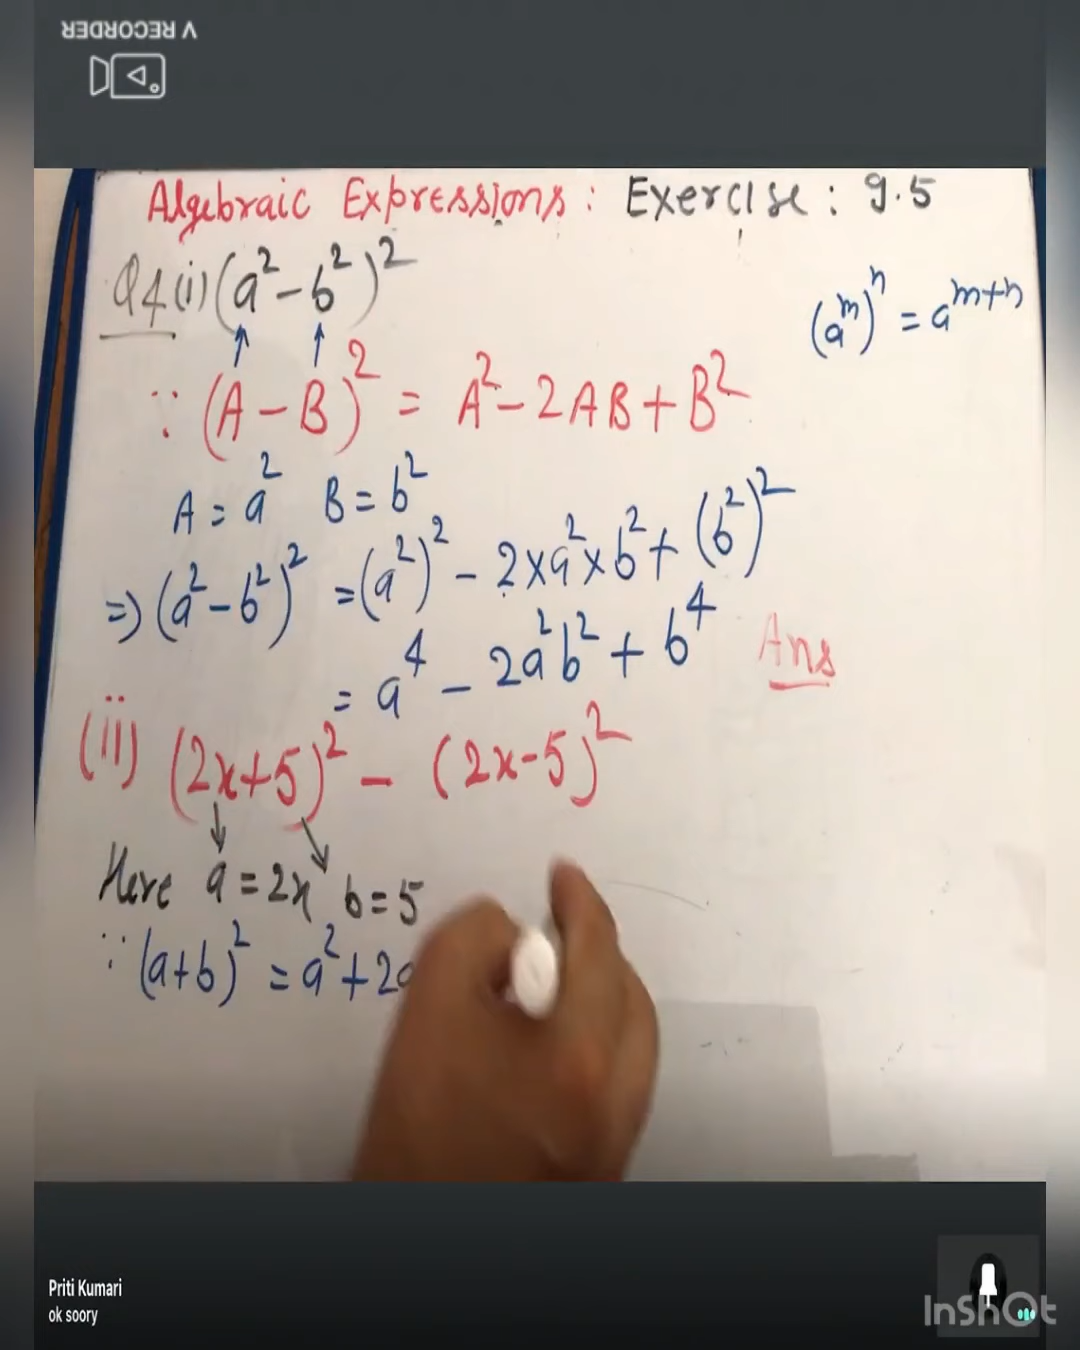 V RECORDER
Algebraic Expressions: Exercise: 9.5
Q4(i) (a² - b²)²
(aᵐ)ⁿ = aᵐ⁺ⁿ
∵ (A - B)² = A² - 2AB + B²
A = a² B = b²
⇒ (a² - b²)² = (a²)² - 2×a²×b² + (b²)²
= a⁴ - 2a²b² + b⁴ Ans
(ii) (2x+5)² - (2x-5)²
Here a = 2x b = 5
∵ (a+b)² = a² + 2a
Priti Kumari
ok soory
InShOt